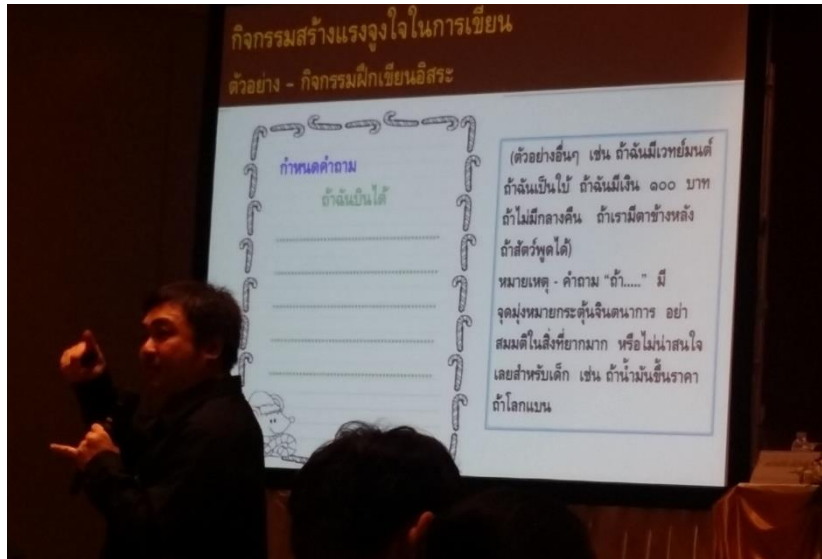 กิจกรรมสร้างแรงจูงใจในการเขียน
ตัวอย่าง - กิจกรรมฝึกเขียนอิสระ
กำหนดคำถาม
ถ้าฉันบินได้
(ตัวอย่างอื่นๆ เช่น ถ้าฉันมีเวทย์มนต์
ถ้าฉันเป็นใบ้ ถ้าฉันมีเงิน ๑๐๐ บาท
ถ้าไม่มีกลางคืน ถ้าเรามีตาข้างหลัง
ถ้าสัตว์พูดได้)
หมายเหตุ - คำถาม "ถ้า....." มี
จุดมุ่งหมายกระตุ้นจินตนาการ อย่า
สมมติในสิ่งที่ยากมาก หรือไม่น่าสนใจ
เลยสำหรับเด็ก เช่น ถ้าน้ำมันขึ้นราคา
ถ้าโลกแบน